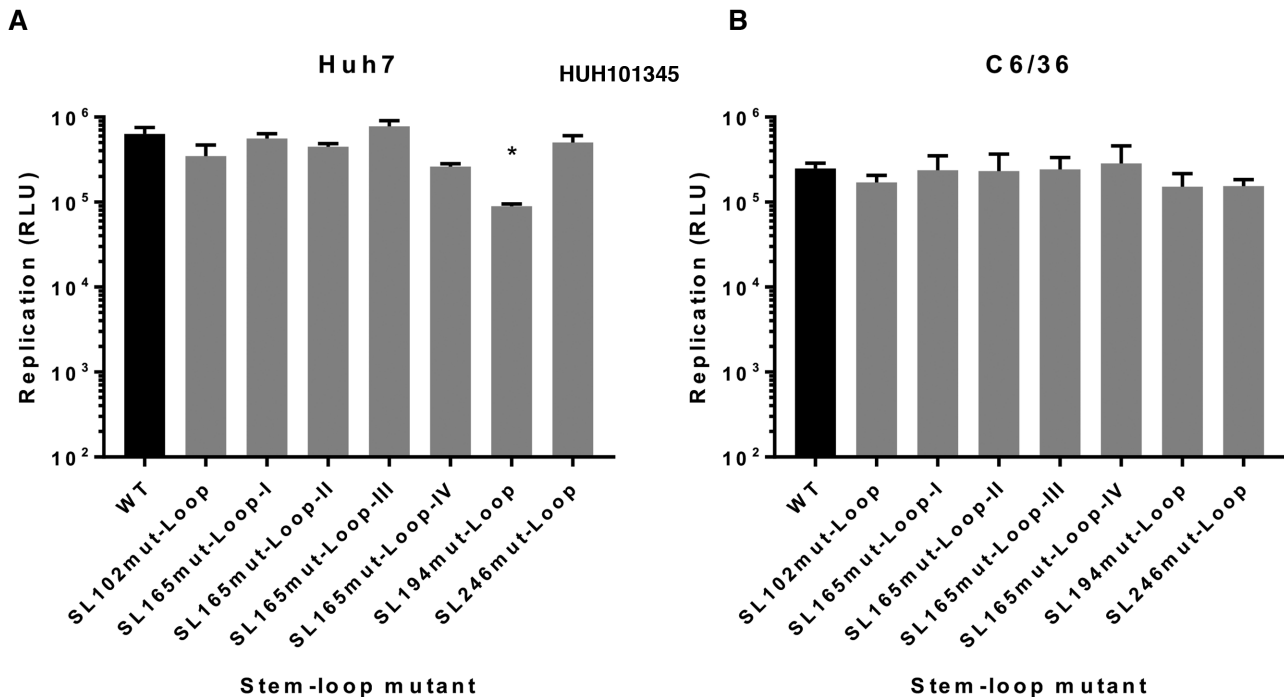 A
Huh7
HUH101345
Replication (RLU)
10^6
10^5
10^4
10^3
10^2
*
WT
SL102mut-Loop
SL165mut-Loop-I
SL165mut-Loop-II
SL165mut-Loop-III
SL165mut-Loop-IV
SL194mut-Loop
SL246mut-Loop
Stem-loop mutant
B
C6/36
Replication (RLU)
10^6
10^5
10^4
10^3
10^2
WT
SL102mut-Loop
SL165mut-Loop-I
SL165mut-Loop-II
SL165mut-Loop-III
SL165mut-Loop-IV
SL194mut-Loop
SL246mut-Loop
Stem-loop mutant